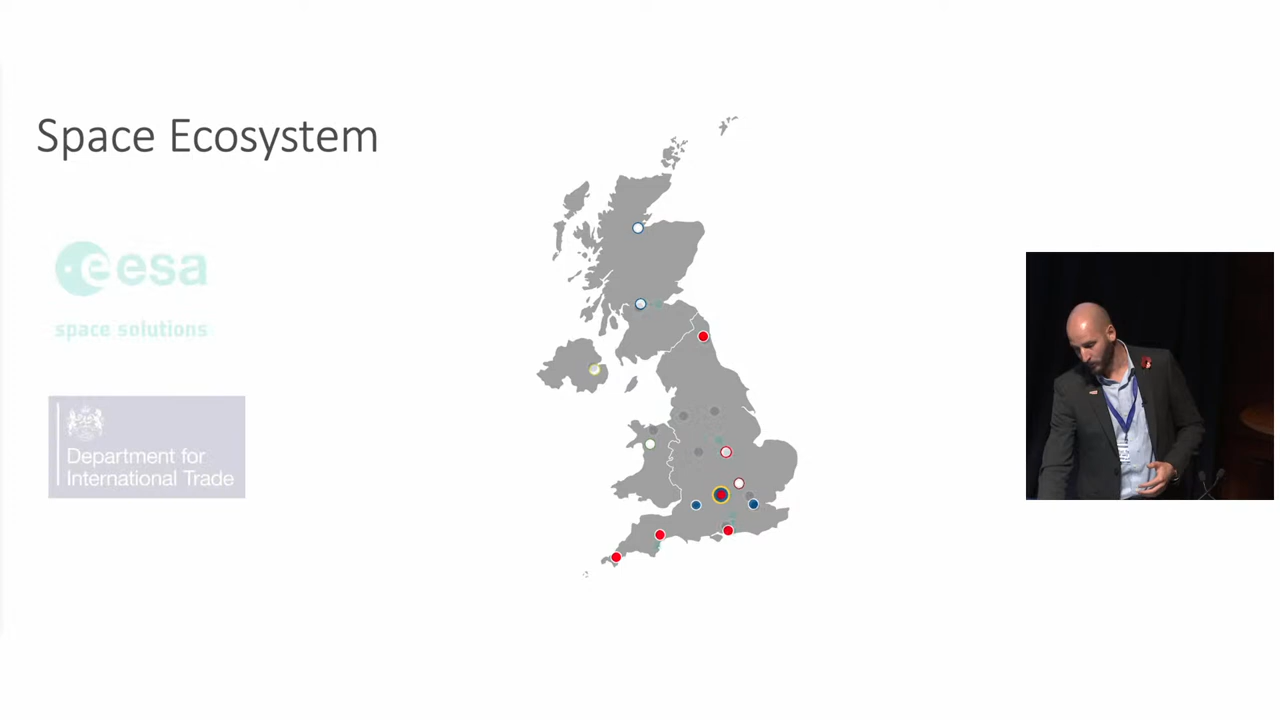 Space Ecosystem
esa
space solutions
Department for
International Trade